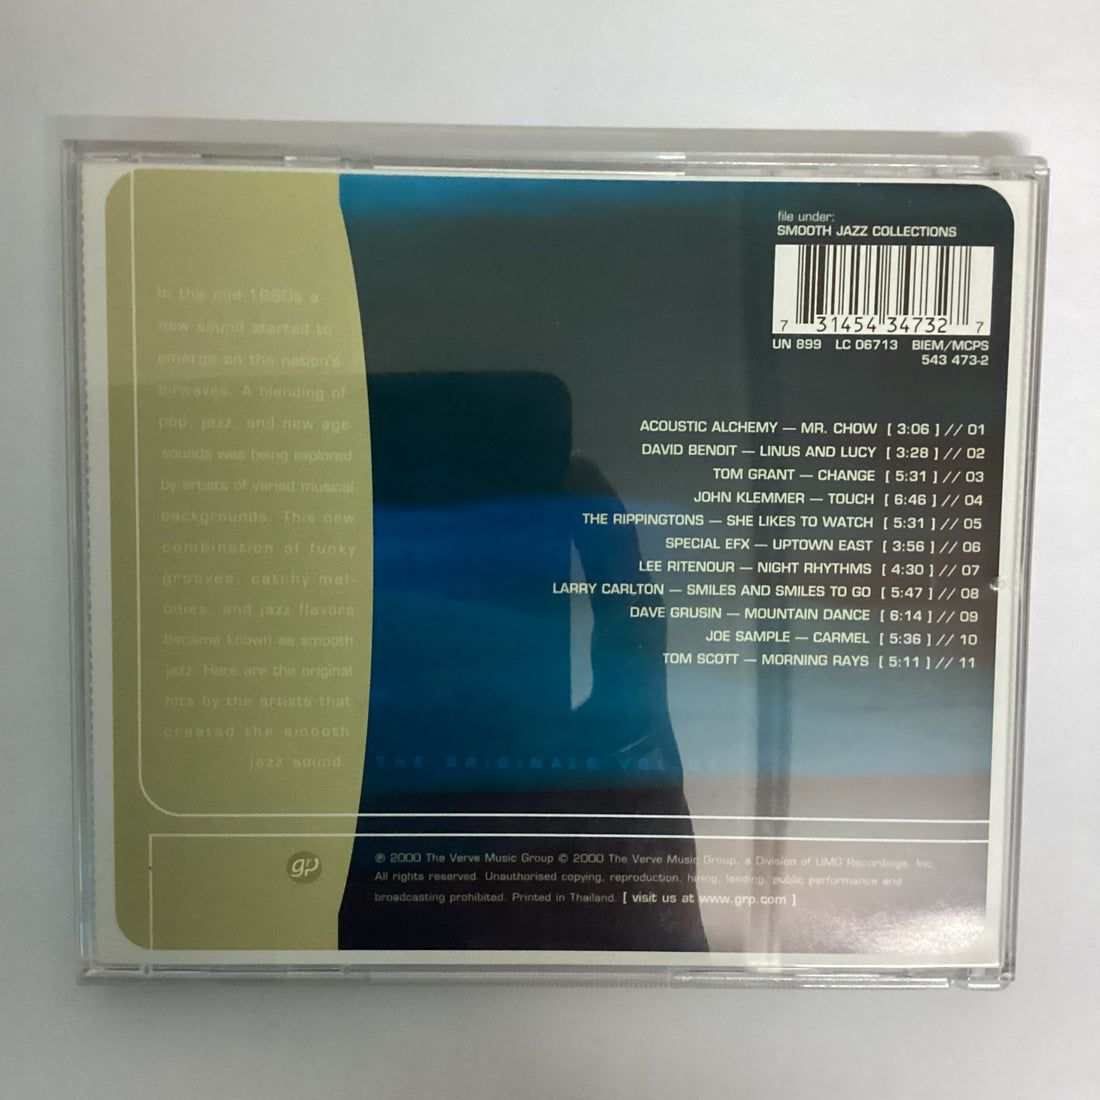 In the mid-1980s a
new sound started to
emerge on the nation's
airwaves. A blending of
pop, jazz, and new age
sounds was being explored
by artists of varied musical
backgrounds. This new
combination of funky
grooves, catchy mel-
odies, and jazz flavors
became known as smooth
jazz. Here are the original
hits by the artists that
created the smooth
jazz sound.
file under:
SMOOTH JAZZ COLLECTIONS
7 31454 34732 7
UN 899 LC 06713 BIEM/MCPS
543 473-2
ACOUSTIC ALCHEMY — MR. CHOW [ 3:06 ] // 01
DAVID BENOIT — LINUS AND LUCY [ 3:28 ] // 02
TOM GRANT — CHANGE [ 5:31 ] // 03
JOHN KLEMMER — TOUCH [ 6:46 ] // 04
THE RIPPINGTONS — SHE LIKES TO WATCH [ 5:31 ] // 05
SPECIAL EFX — UPTOWN EAST [ 3:56 ] // 06
LEE RITENOUR — NIGHT RHYTHMS [ 4:30 ] // 07
LARRY CARLTON — SMILES AND SMILES TO GO [ 5:47 ] // 08
DAVE GRUSIN — MOUNTAIN DANCE [ 6:14 ] // 09
JOE SAMPLE — CARMEL [ 5:36 ] // 10
TOM SCOTT — MORNING RAYS [ 5:11 ] // 11
THE ORIGINALS VOL. 01
grp
℗ 2000 The Verve Music Group © 2000 The Verve Music Group, a Division of UMG Recordings, Inc.
All rights reserved. Unauthorised copying, reproduction, hiring, lending, public performance and
broadcasting prohibited. Printed in Thailand. [ visit us at www.grp.com ]